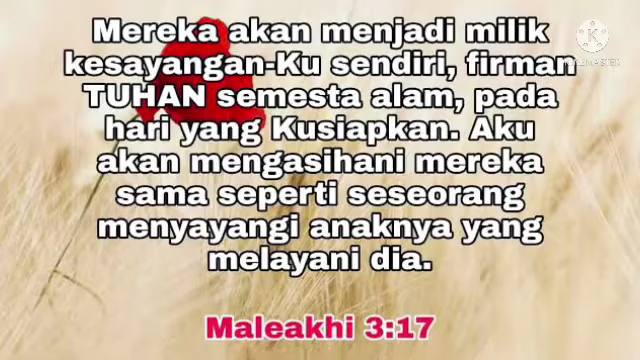 Mereka akan menjadi milik
kesayangan-Ku sendiri, firman
TUHAN semesta alam, pada
hari yang Kusiapkan. Aku
akan mengasihani mereka
sama seperti seseorang
menyayangi anaknya yang
melayani dia.
Maleakhi 3:17
K
KINEMASTER